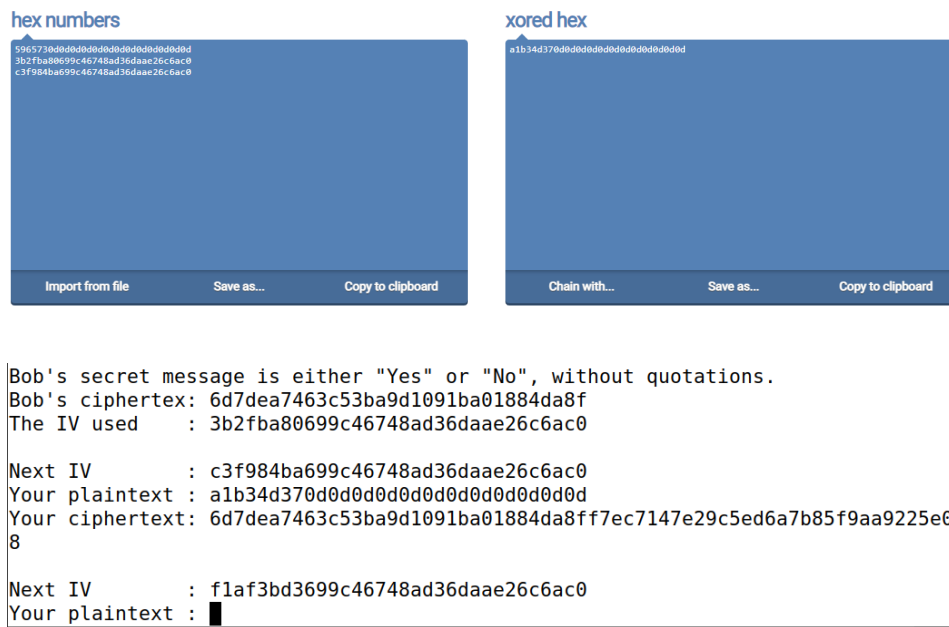 hex numbers
5965730d0d0d0d0d0d0d0d0d0d0d0d0d
3b2fba80699c46748ad36daae26c6ac0
c3f984ba699c46748ad36daae26c6ac0
Import from file Save as... Copy to clipboard
xored hex
a1b34d370d0d0d0d0d0d0d0d0d0d0d0d
Chain with... Save as... Copy to clipboard
Bob's secret message is either "Yes" or "No", without quotations.
Bob's ciphertex: 6d7dea7463c53ba9d1091ba01884da8f
The IV used    : 3b2fba80699c46748ad36daae26c6ac0
Next IV        : c3f984ba699c46748ad36daae26c6ac0
Your plaintext : a1b34d370d0d0d0d0d0d0d0d0d0d0d0d
Your ciphertext: 6d7dea7463c53ba9d1091ba01884da8ff7ec7147e29c5ed6a7b85f9aa9225e0
8
Next IV        : f1af3bd3699c46748ad36daae26c6ac0
Your plaintext :